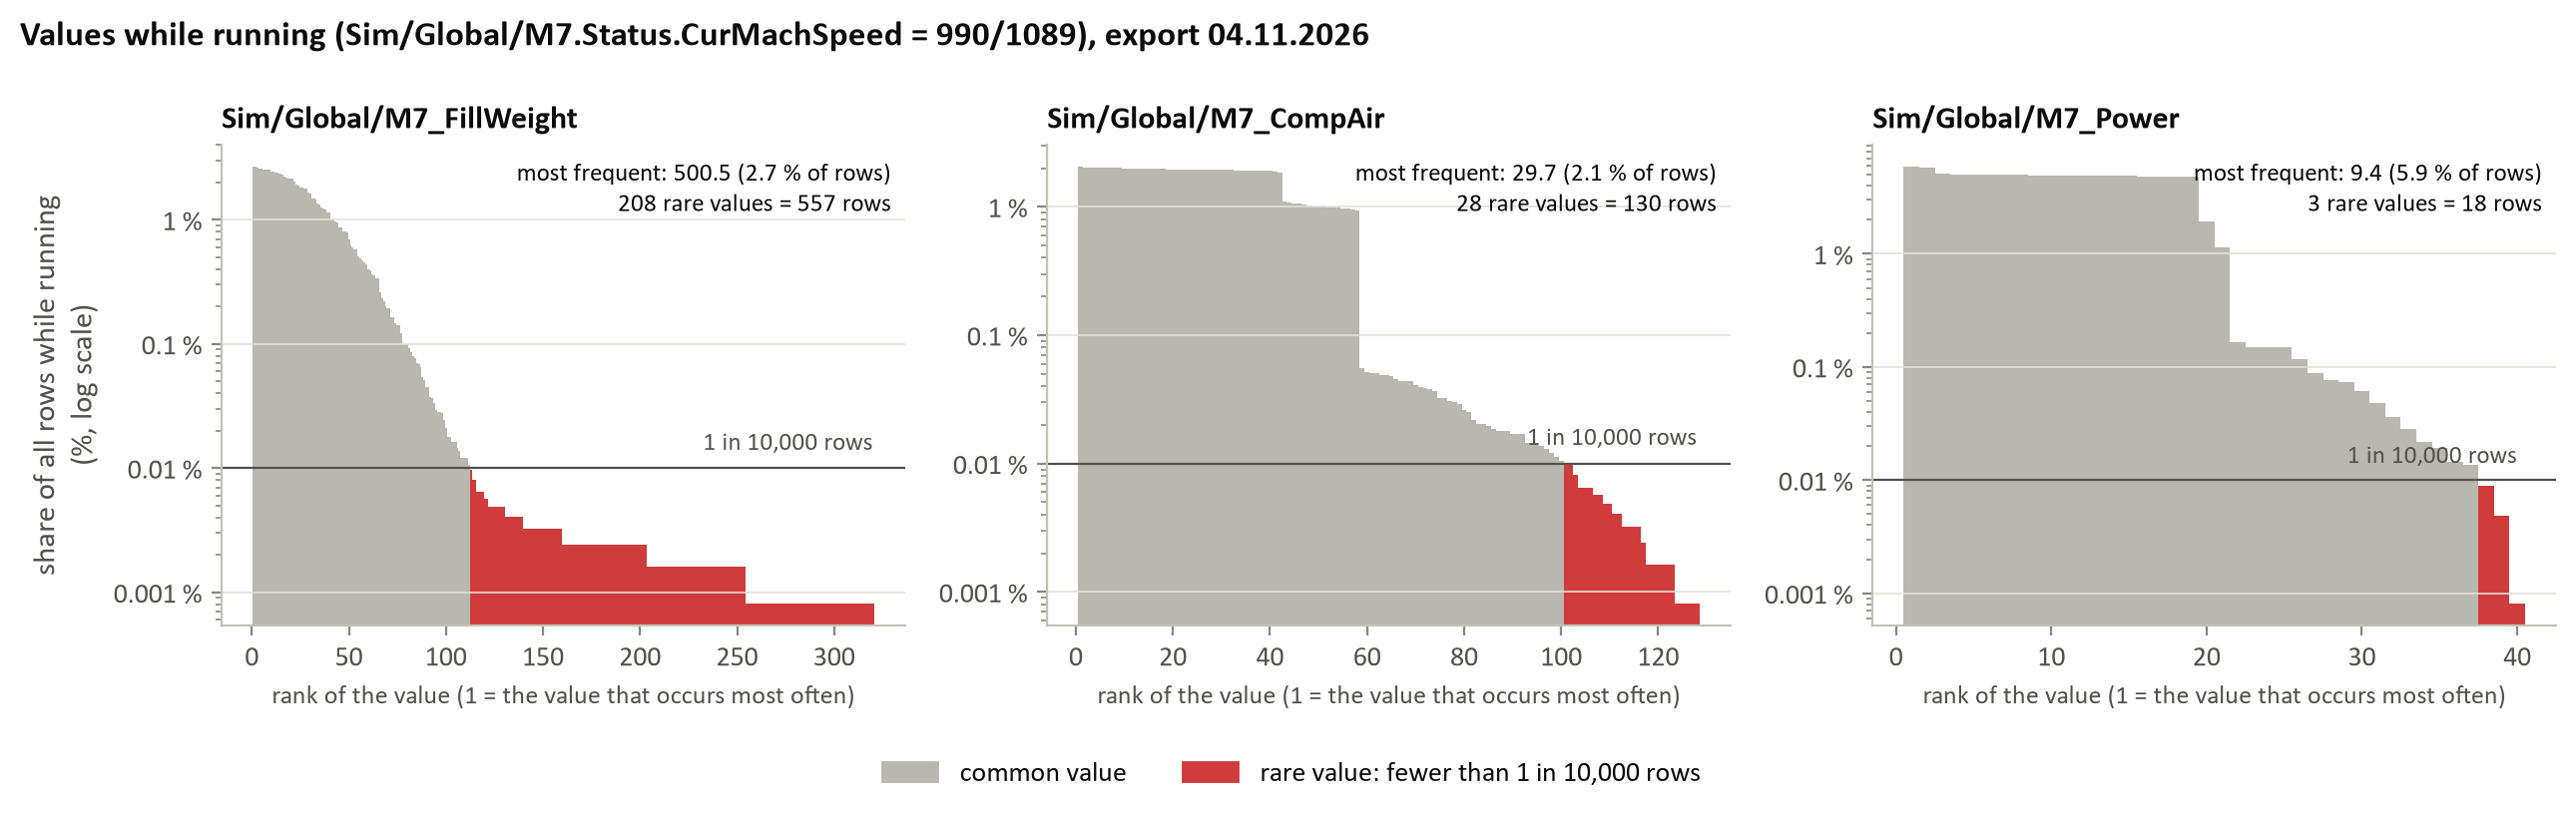 Values while running (Sim/Global/M7.Status.CurMachSpeed = 990/1089), export 04.11.2026
Sim/Global/M7_FillWeight
most frequent: 500.5 (2.7 % of rows)
208 rare values = 557 rows
share of all rows while running
(%, log scale)
1 %
0.1 %
0.01 %
0.001 %
1 in 10,000 rows
0 50 100 150 200 250 300
rank of the value (1 = the value that occurs most often)
Sim/Global/M7_CompAir
most frequent: 29.7 (2.1 % of rows)
28 rare values = 130 rows
1 %
0.1 %
0.01 %
0.001 %
1 in 10,000 rows
0 20 40 60 80 100 120
rank of the value (1 = the value that occurs most often)
Sim/Global/M7_Power
most frequent: 9.4 (5.9 % of rows)
3 rare values = 18 rows
1 %
0.1 %
0.01 %
0.001 %
1 in 10,000 rows
0 10 20 30 40
rank of the value (1 = the value that occurs most often)
common value
rare value: fewer than 1 in 10,000 rows